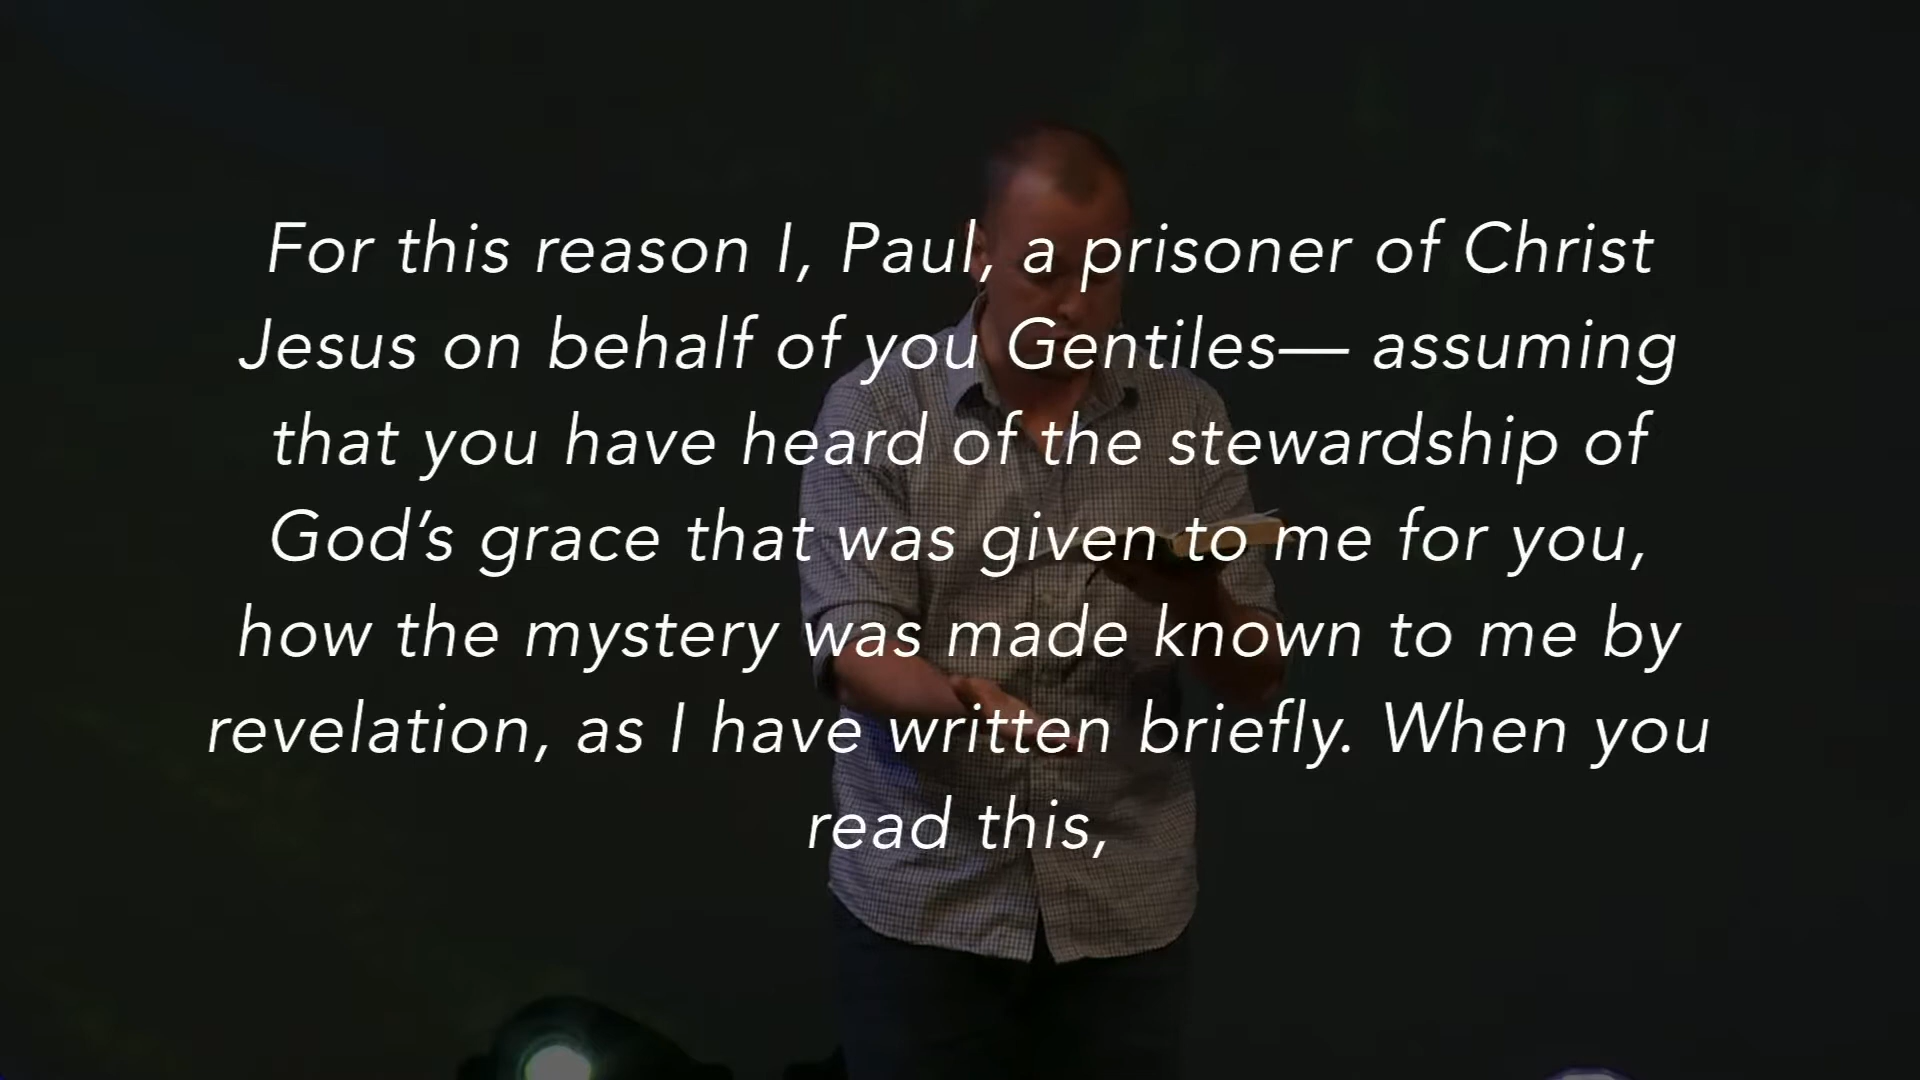 For this reason I, Paul, a prisoner of Christ
Jesus on behalf of you Gentiles— assuming
that you have heard of the stewardship of
God’s grace that was given to me for you,
how the mystery was made known to me by
revelation, as I have written briefly. When you
read this,